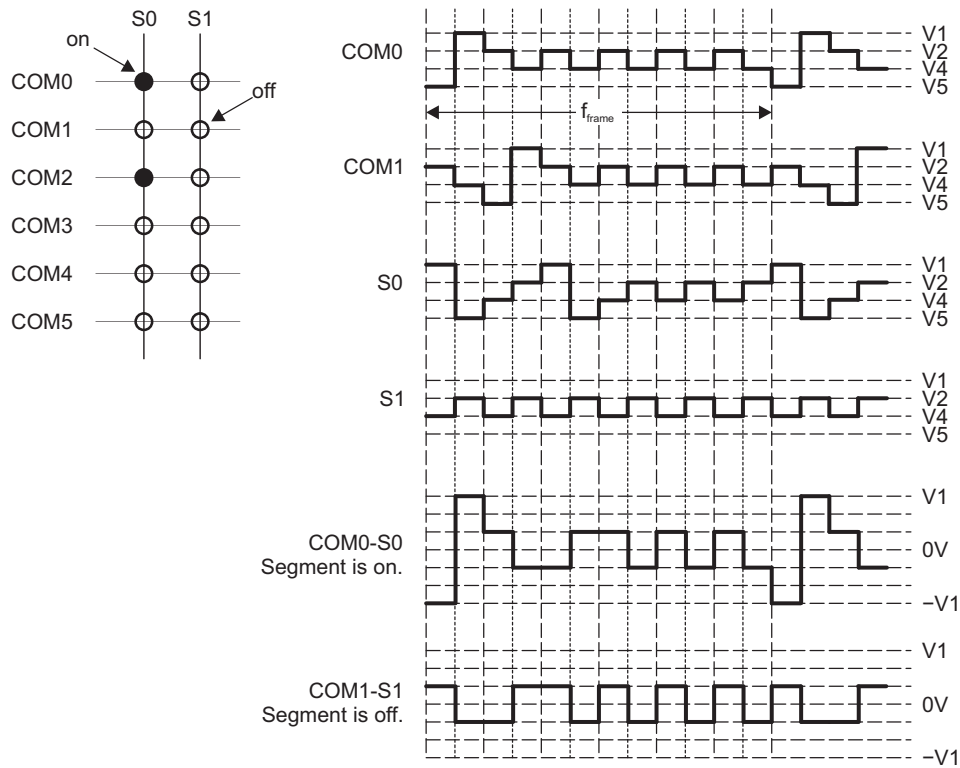 S0 S1
on
COM0
off
COM1
COM2
COM3
COM4
COM5
COM0
V1
V2
V4
V5
f frame
COM1
V1
V2
V4
V5
S0
V1
V2
V4
V5
S1
V1
V2
V4
V5
COM0-S0
Segment is on.
V1
0V
−V1
COM1-S1
Segment is off.
V1
0V
−V1